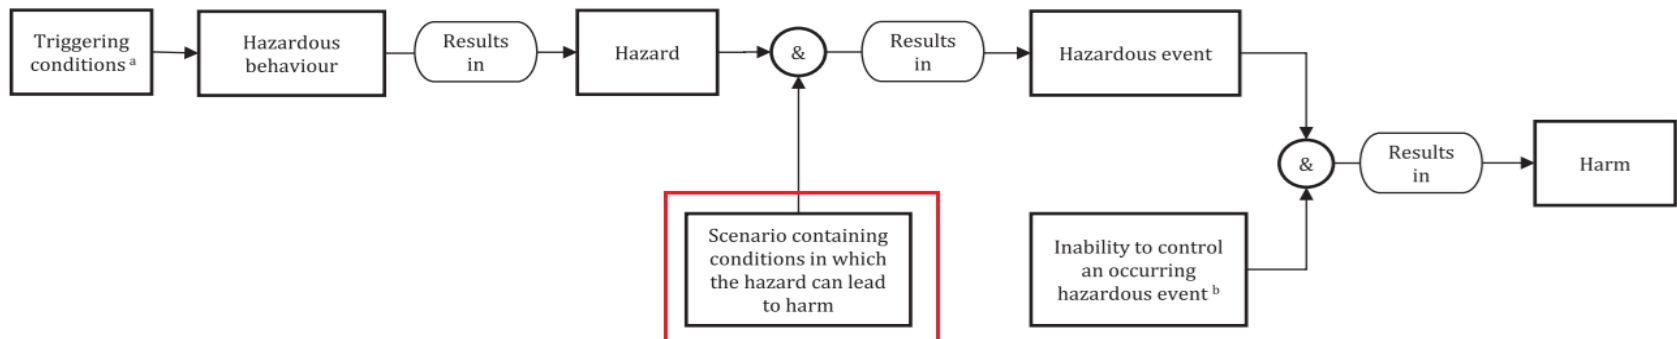 Triggering
conditions a
Hazardous
behaviour
Results
in
Hazard
&
Results
in
Hazardous event
Scenario containing
conditions in which
the hazard can lead
to harm
Inability to control
an occurring
hazardous event b
&
Results
in
Harm